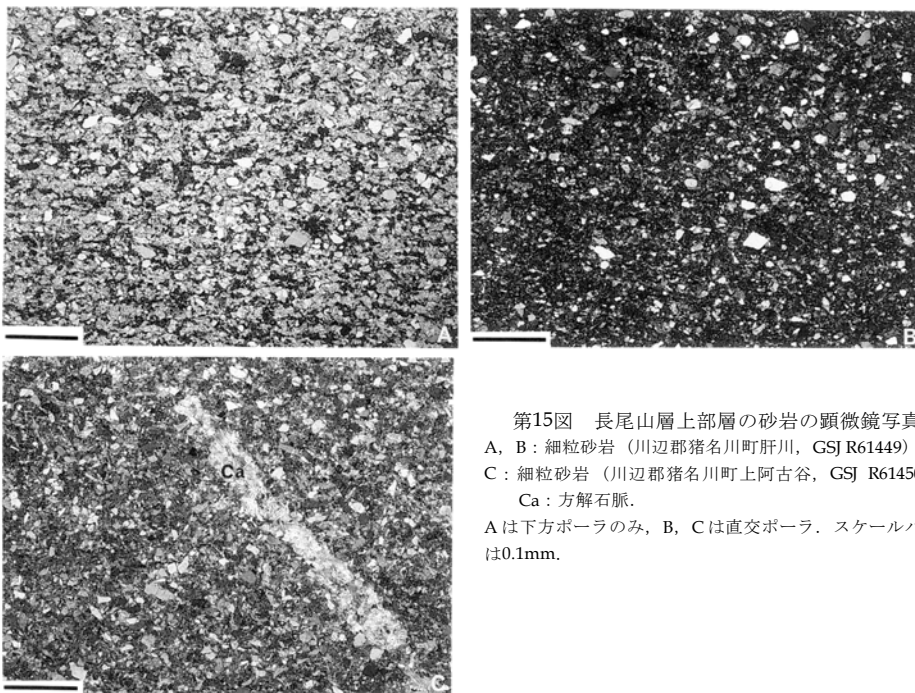 A
B
Ca
C
第15図 長尾山層上部層の砂岩の顕微鏡写真
A，B：細粒砂岩（川辺郡猪名川町肝川，GSJ R61449）
C：細粒砂岩（川辺郡猪名川町上阿古谷，GSJ R6145
Ca：方解石脈．
Aは下方ポーラのみ，B，Cは直交ポーラ．スケールバ
は0.1mm．